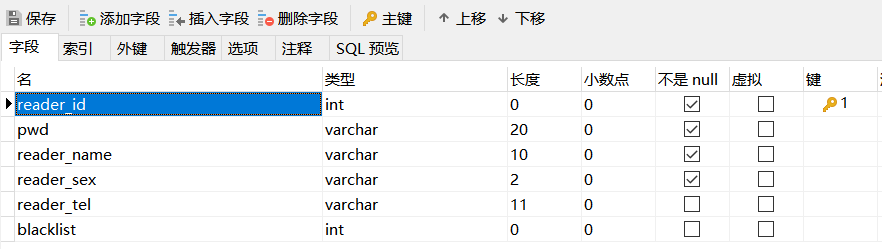 保存 添加字段 插入字段 删除字段 主键 上移 下移
字段 索引 外键 触发器 选项 注释 SQL 预览
名 类型 长度 小数点 不是 null 虚拟 键
reader_id int 0 0 1
pwd varchar 20 0
reader_name varchar 10 0
reader_sex varchar 2 0
reader_tel varchar 11 0
blacklist int 0 0